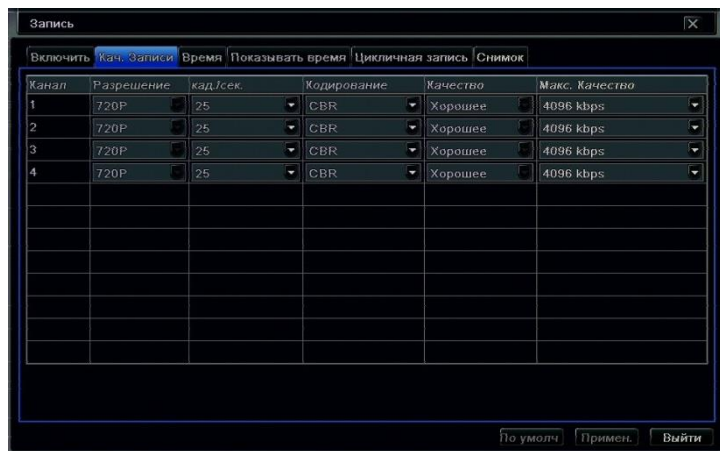 Запись
Включить Кач. Записи Время Показывать время Цикличная запись Снимок
Канал Разрешение кад./сек. Кодирование Качество Макс. Качество
1 720P 25 CBR Хорошее 4096 kbps
2 720P 25 CBR Хорошее 4096 kbps
3 720P 25 CBR Хорошее 4096 kbps
4 720P 25 CBR Хорошее 4096 kbps
По умолч Примен. Выйти